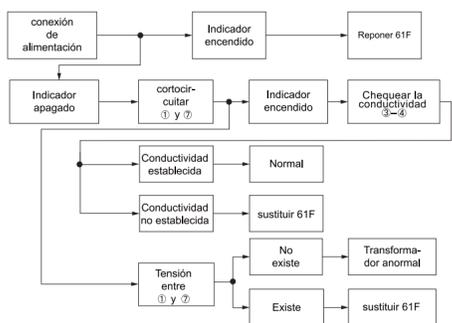 conexión
de
alimentación
Indicador
encendido
Reponer 61F
Indicador
apagado
cortocir-
cuitar
① y ⑦
Indicador
encendido
Chequear la
conductividad
③–④
Conductividad
establecida
Normal
Conductividad
no establecida
sustituir 61F
Tensión
entre
① y ⑦
No
existe
Transforma-
dor anormal
Existe
sustituir 61F